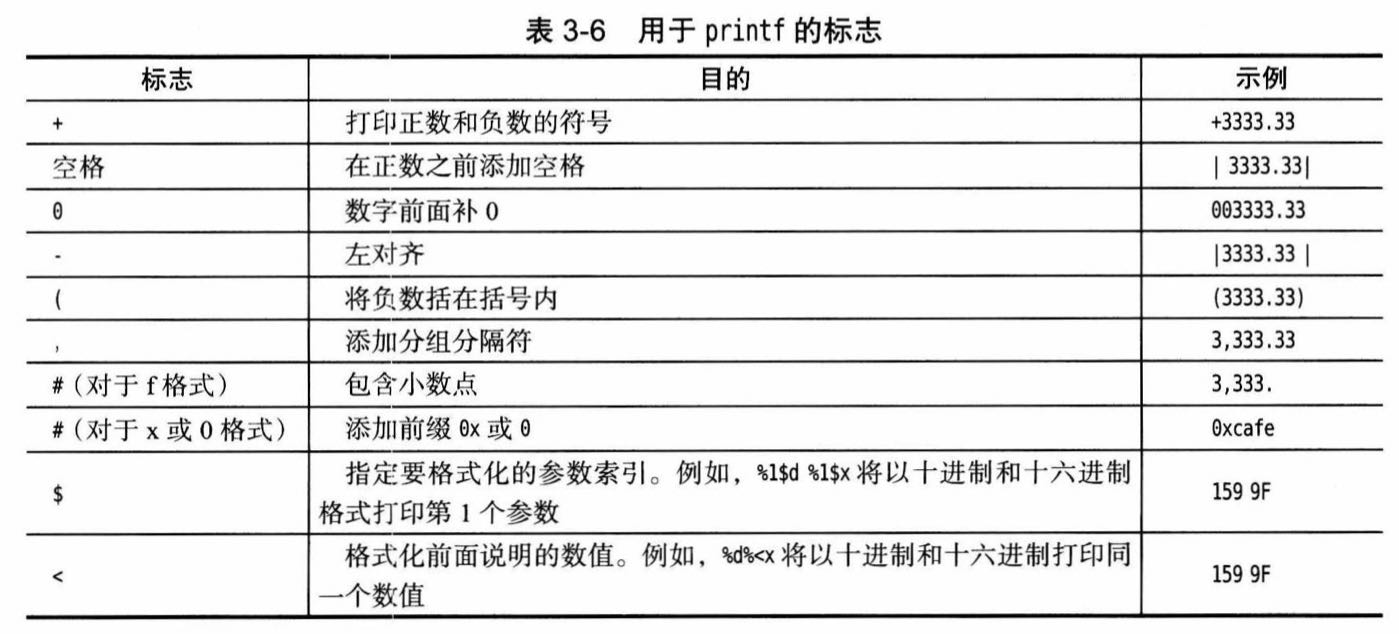 表 3-6 用于 printf 的标志
标志 目的 示例
+ 打印正数和负数的符号 +3333.33
空格 在正数之前添加空格 | 3333.33|
0 数字前面补 0 003333.33
- 左对齐 |3333.33 |
( 将负数括在括号内 (3333.33)
, 添加分组分隔符 3,333.33
#（对于 f 格式） 包含小数点 3,333.
#（对于 x 或 0 格式） 添加前缀 0x 或 0 0xcafe
指定要格式化的参数索引。例如，%1$d %1$x 将以十进制和十六进制
$ 159 9F
格式打印第 1 个参数
格式化前面说明的数值。例如，%d%<x 将以十进制和十六进制打印同
< 159 9F
一个数值